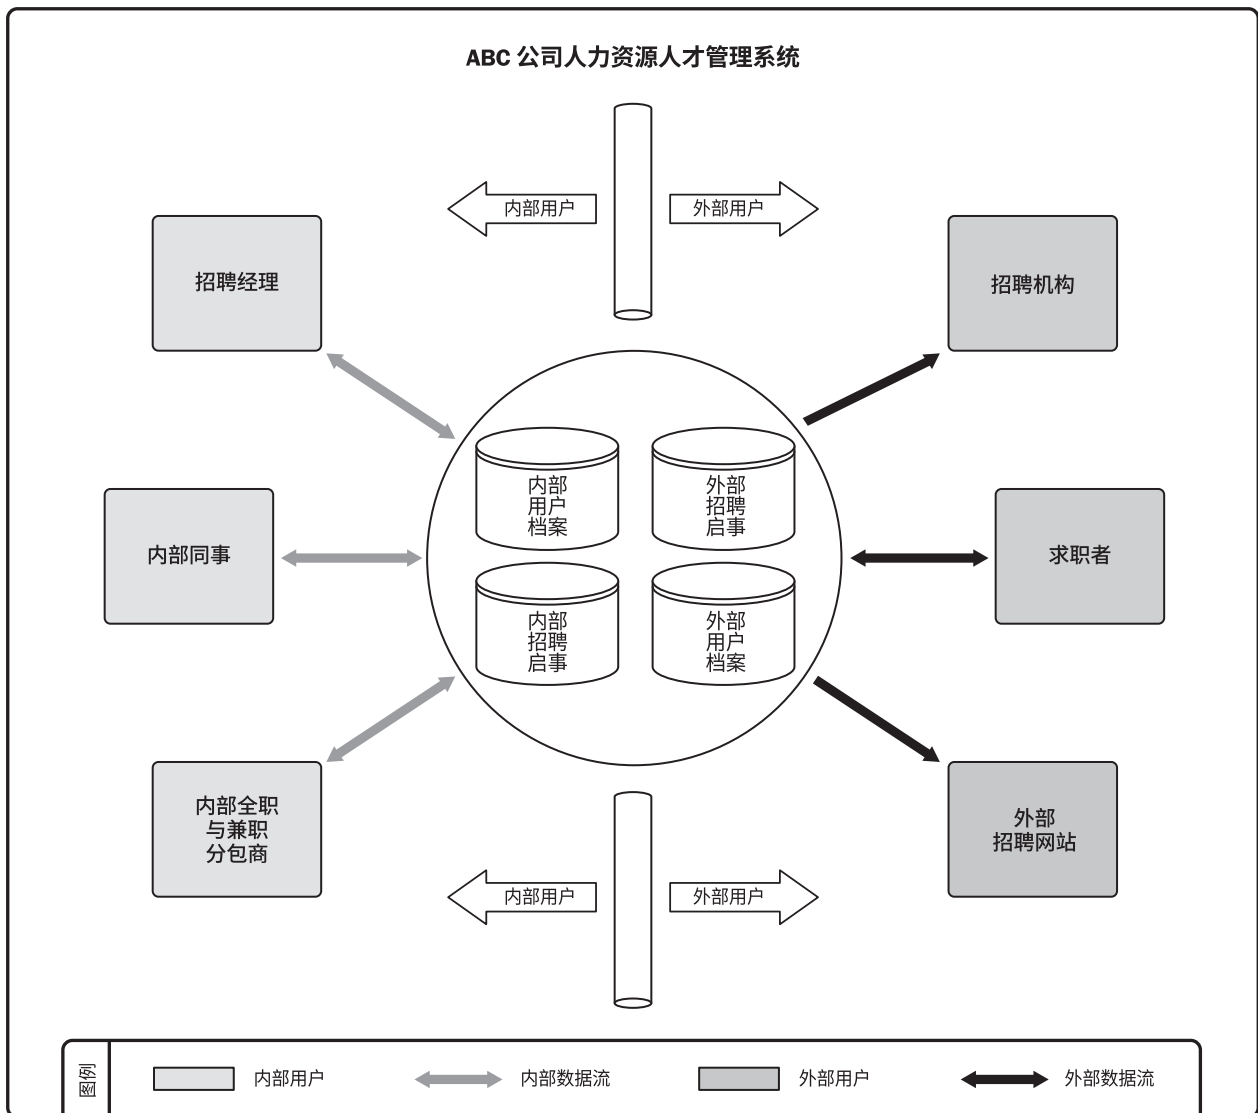 ABC 公司人力资源人才管理系统
内部用户
外部用户
招聘经理
招聘机构
内部
用户
档案
外部
招聘
启事
内部同事
求职者
内部
招聘
启事
外部
用户
档案
内部全职
与兼职
分包商
外部
招聘网站
内部用户
外部用户
图例
内部用户
内部数据流
外部用户
外部数据流